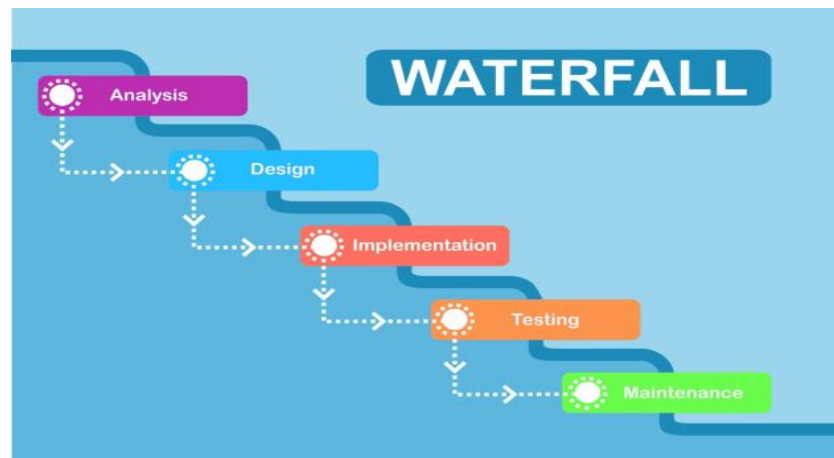 WATERFALL
Analysis
Design
Implementation
Testing
Maintenance